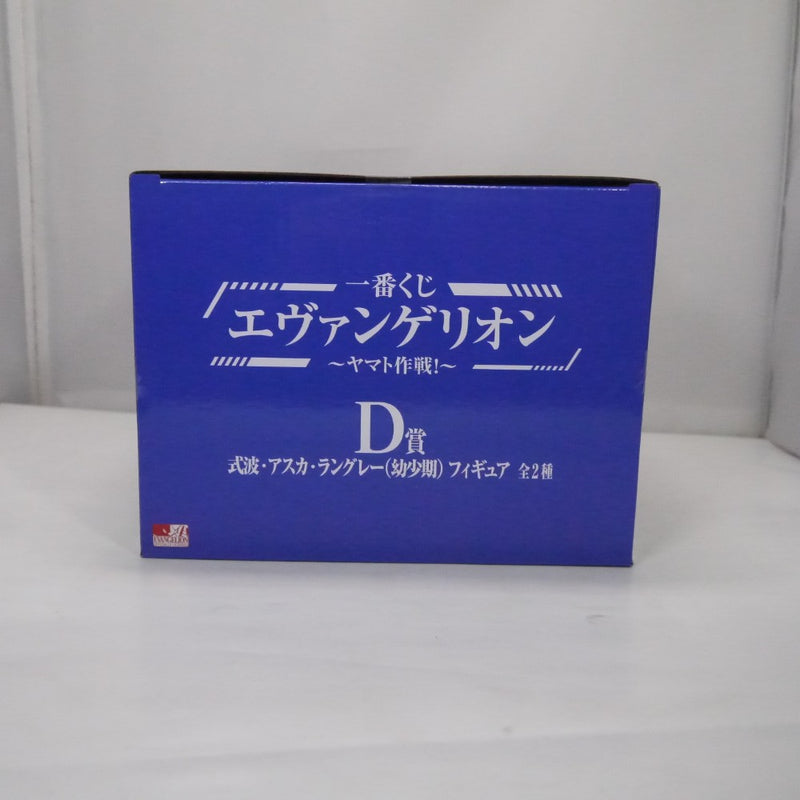 一番くじ
エヴァンゲリオン
～ヤマト作戦!～
D賞
式波・アスカ・ラングレー(幼少期) フィギュア 全2種
EVANGELION